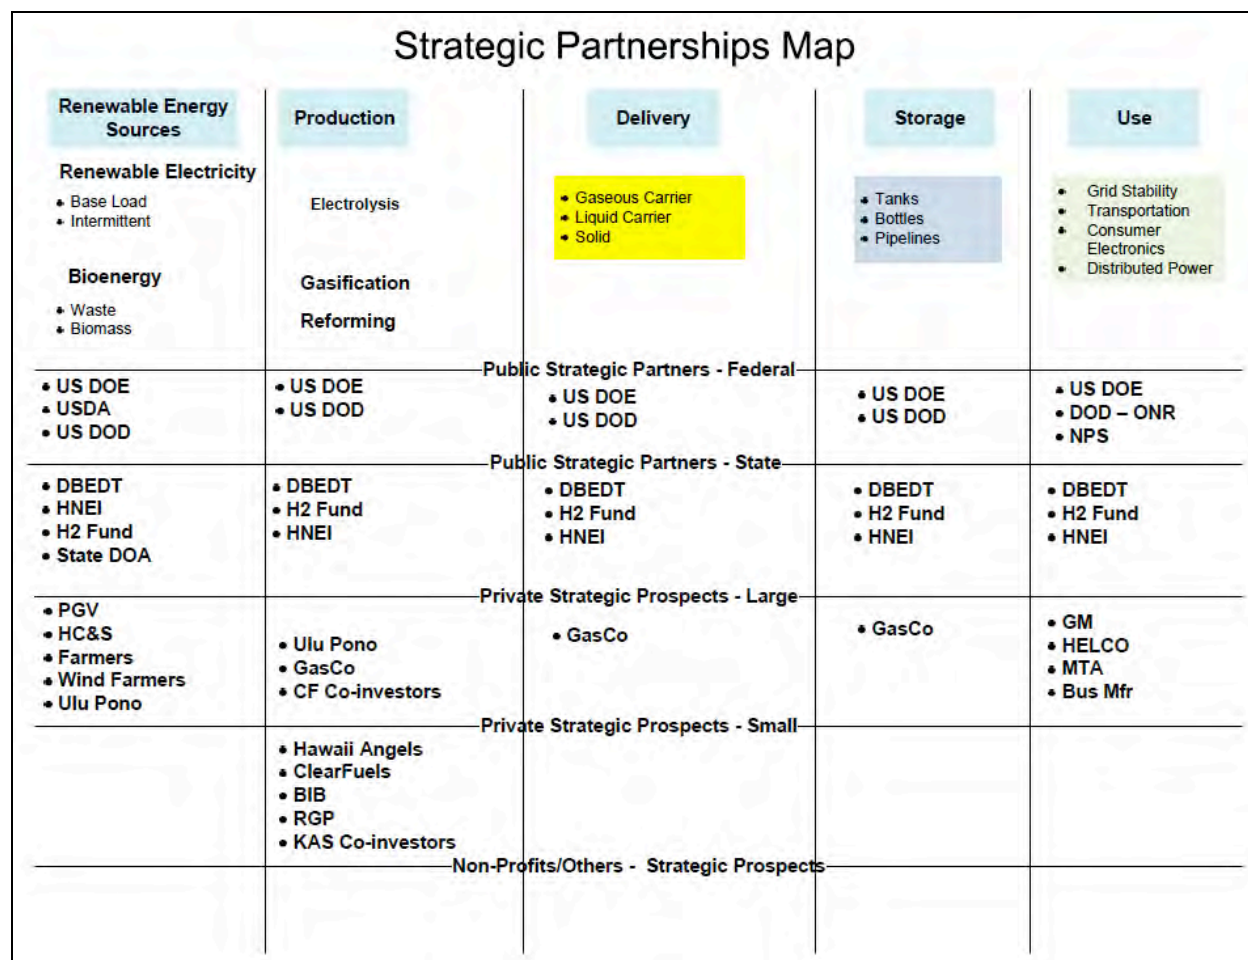 Strategic Partnerships Map
Renewable Energy
Sources
Production
Delivery
Storage
Use
Renewable Electricity
• Base Load
• Intermittent
Bioenergy
• Waste
• Biomass
Electrolysis
Gasification
Reforming
• Gaseous Carrier
• Liquid Carrier
• Solid
• Tanks
• Bottles
• Pipelines
• Grid Stability
• Transportation
• Consumer
Electronics
• Distributed Power
Public Strategic Partners - Federal
• US DOE
• USDA
• US DOD
• US DOE
• US DOD
• US DOE
• US DOD
• US DOE
• US DOD
• US DOE
• DOD – ONR
• NPS
Public Strategic Partners - State
• DBEDT
• HNEI
• H2 Fund
• State DOA
• DBEDT
• H2 Fund
• HNEI
• DBEDT
• H2 Fund
• HNEI
• DBEDT
• H2 Fund
• HNEI
• DBEDT
• H2 Fund
• HNEI
Private Strategic Prospects - Large
• PGV
• HC&S
• Farmers
• Wind Farmers
• Ulu Pono
• Ulu Pono
• GasCo
• CF Co-investors
• GasCo
• GasCo
• GM
• HELCO
• MTA
• Bus Mfr
Private Strategic Prospects - Small
• Hawaii Angels
• ClearFuels
• BIB
• RGP
• KAS Co-investors
Non-Profits/Others - Strategic Prospects